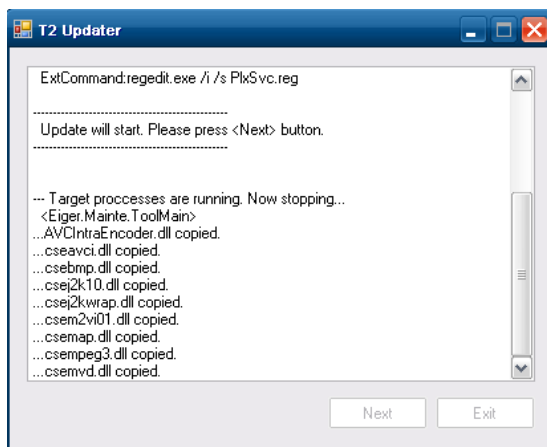 T2 Updater
ExtCommand:regedit.exe /i /s PlxSvc.reg
-------------------------------------------------
Update will start. Please press <Next> button.
-------------------------------------------------
--- Target proccesses are running. Now stopping...
<Eiger.Mainte.ToolMain>
...AVCIntraEncoder.dll copied.
...cseavci.dll copied.
...csebmp.dll copied.
...csej2k10.dll copied.
...csej2kwrap.dll copied.
...csem2vi01.dll copied.
...csemap.dll copied.
...csempeg3.dll copied.
...csemvd.dll copied.
Next
Exit